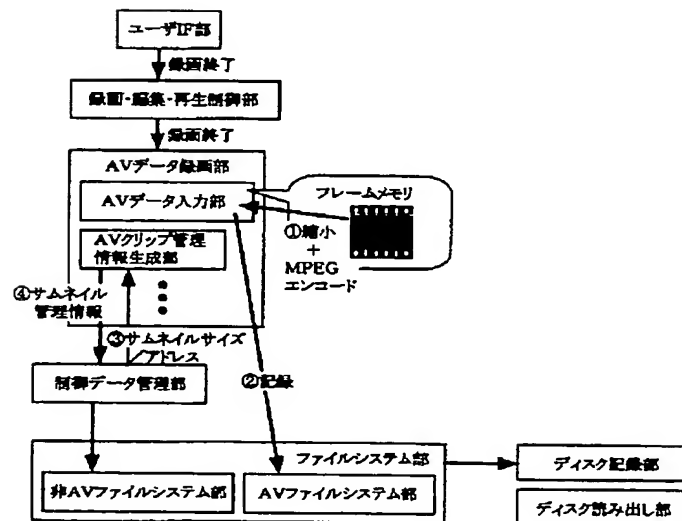 ユーザIF部
録画終了
録画・編集・再生制御部
録画終了
AVデータ録画部
AVデータ入力部
フレームメモリ
①縮小
+
MPEG
エンコード
AVクリップ管理
情報生成部
④サムネイル
管理情報
③サムネイルサイズ
/アドレス
制御データ管理部
②記録
ファイルシステム部
非AVファイルシステム部
AVファイルシステム部
ディスク記録部
ディスク読み出し部